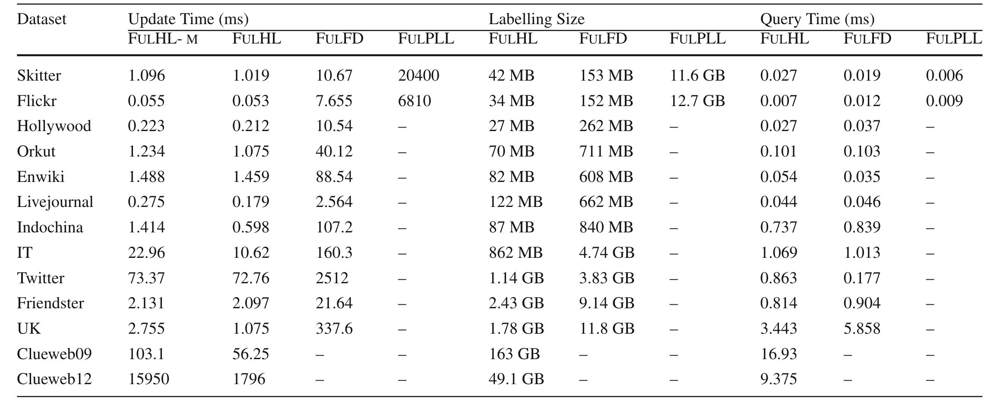 Dataset Update Time (ms) Labelling Size Query Time (ms)
FULHL- M FULHL FULFD FULPLL FULHL FULFD FULPLL FULHL FULFD FULPLL
Skitter 1.096 1.019 10.67 20400 42 MB 153 MB 11.6 GB 0.027 0.019 0.006
Flickr 0.055 0.053 7.655 6810 34 MB 152 MB 12.7 GB 0.007 0.012 0.009
Hollywood 0.223 0.212 10.54 – 27 MB 262 MB – 0.027 0.037 –
Orkut 1.234 1.075 40.12 – 70 MB 711 MB – 0.101 0.103 –
Enwiki 1.488 1.459 88.54 – 82 MB 608 MB – 0.054 0.035 –
Livejournal 0.275 0.179 2.564 – 122 MB 662 MB – 0.044 0.046 –
Indochina 1.414 0.598 107.2 – 87 MB 840 MB – 0.737 0.839 –
IT 22.96 10.62 160.3 – 862 MB 4.74 GB – 1.069 1.013 –
Twitter 73.37 72.76 2512 – 1.14 GB 3.83 GB – 0.863 0.177 –
Friendster 2.131 2.097 21.64 – 2.43 GB 9.14 GB – 0.814 0.904 –
UK 2.755 1.075 337.6 – 1.78 GB 11.8 GB – 3.443 5.858 –
Clueweb09 103.1 56.25 – – 163 GB – – 16.93 – –
Clueweb12 15950 1796 – – 49.1 GB – – 9.375 – –